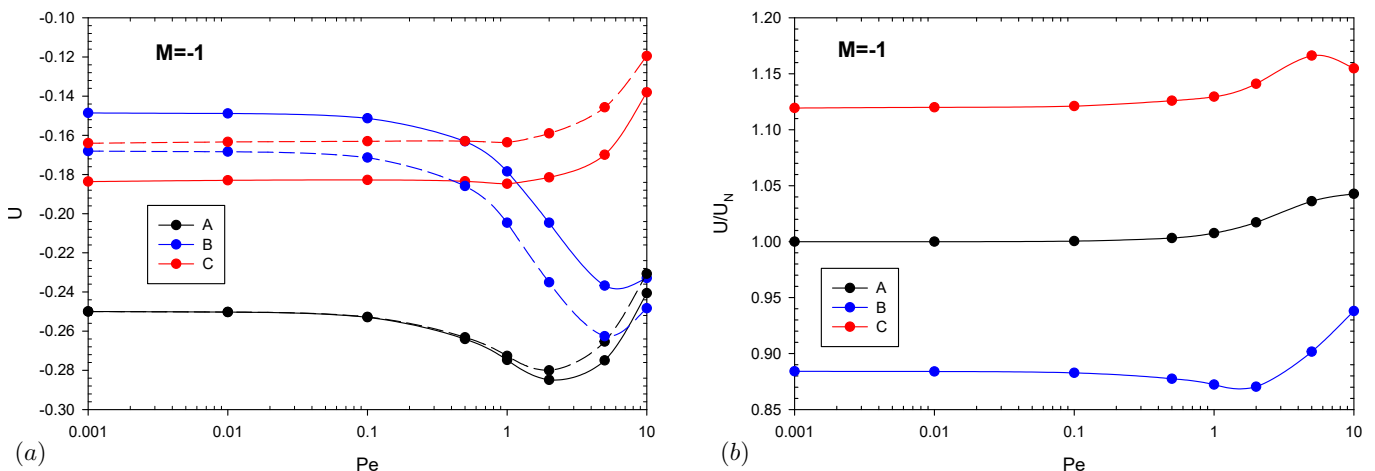 M=-1
U
-0.10
-0.12
-0.14
-0.16
-0.18
-0.20
-0.22
-0.24
-0.26
-0.28
-0.30
A
B
C
0.001
0.01
0.1
1
10
Pe
(a)
M=-1
U/U_N
1.20
1.15
1.10
1.05
1.00
0.95
0.90
0.85
A
B
C
0.001
0.01
0.1
1
10
Pe
(b)